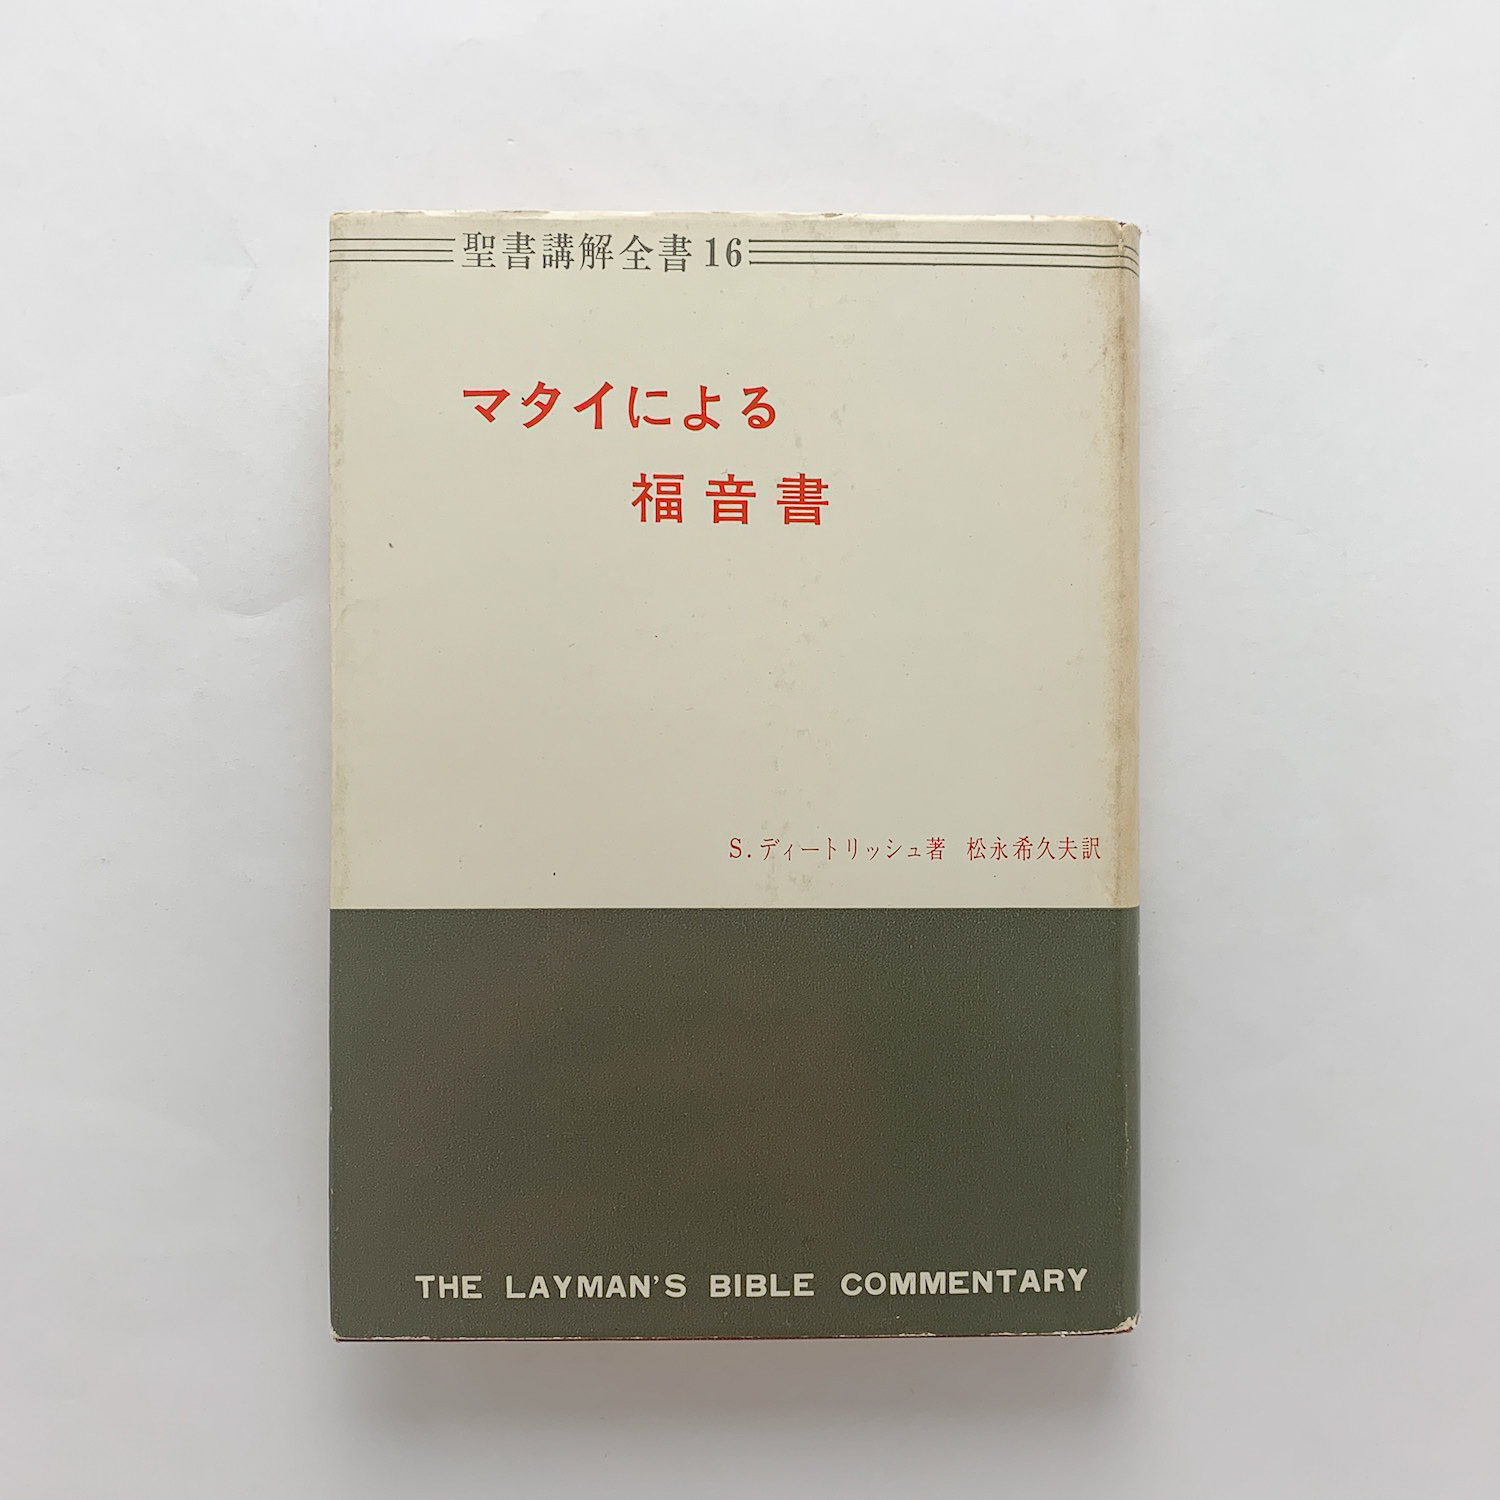 聖書講解全書16
マタイによる
福音書
S.ディートリッシュ著 松永希久夫訳
THE LAYMAN'S BIBLE COMMENTARY